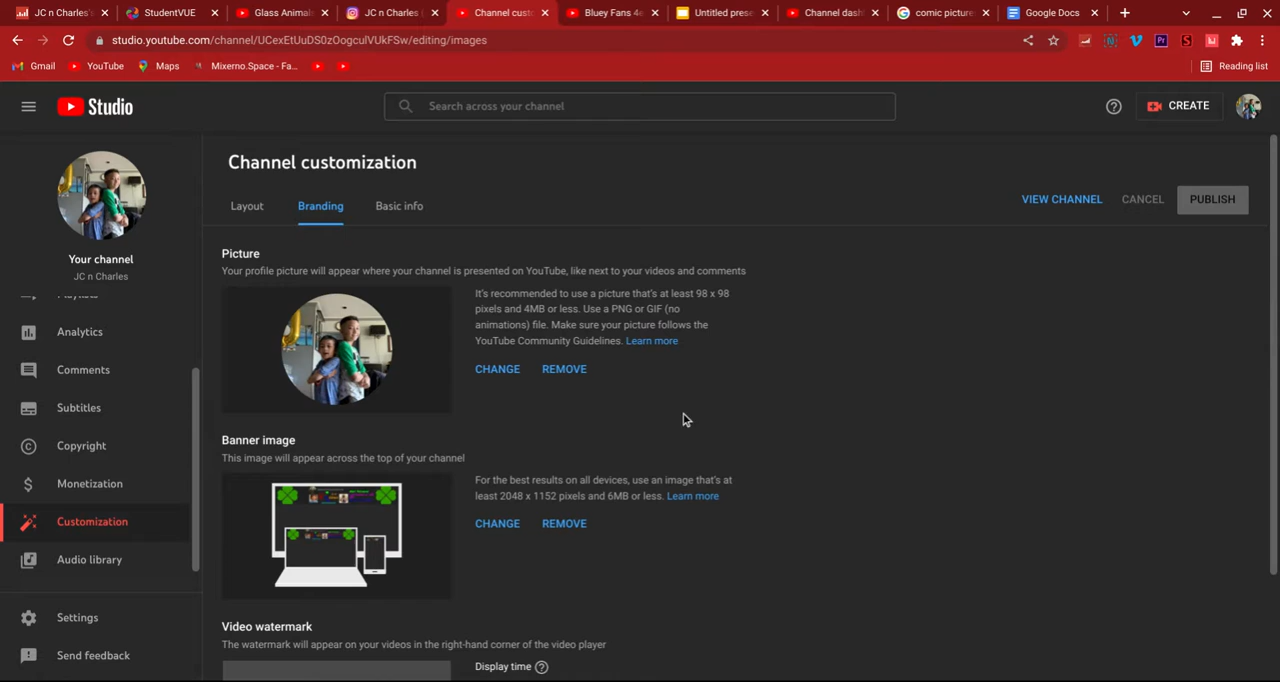 JC n Charles's
StudentVUE
Glass Animals
JC n Charles (
Channel cust
Bluey Fans 4e
Untitled prese
Channel dash
comic picture
Google Docs
studio.youtube.com/channel/UCexEtUuDS0zOogculVUkFSw/editing/images
Gmail
YouTube
Maps
Mixerno.Space - Fa...
Reading list
Studio
Search across your channel
CREATE
Channel customization
Layout
Branding
Basic info
VIEW CHANNEL
CANCEL
PUBLISH
Your channel
JC n Charles
Analytics
Comments
Subtitles
Copyright
Monetization
Customization
Audio library
Settings
Send feedback
Picture
Your profile picture will appear where your channel is presented on YouTube, like next to your videos and comments
It's recommended to use a picture that's at least 98 x 98
pixels and 4MB or less. Use a PNG or GIF (no
animations) file. Make sure your picture follows the
YouTube Community Guidelines. Learn more
CHANGE
REMOVE
Banner image
This image will appear across the top of your channel
For the best results on all devices, use an image that's at
least 2048 x 1152 pixels and 6MB or less. Learn more
CHANGE
REMOVE
Video watermark
The watermark will appear on your videos in the right-hand corner of the video player
Display time